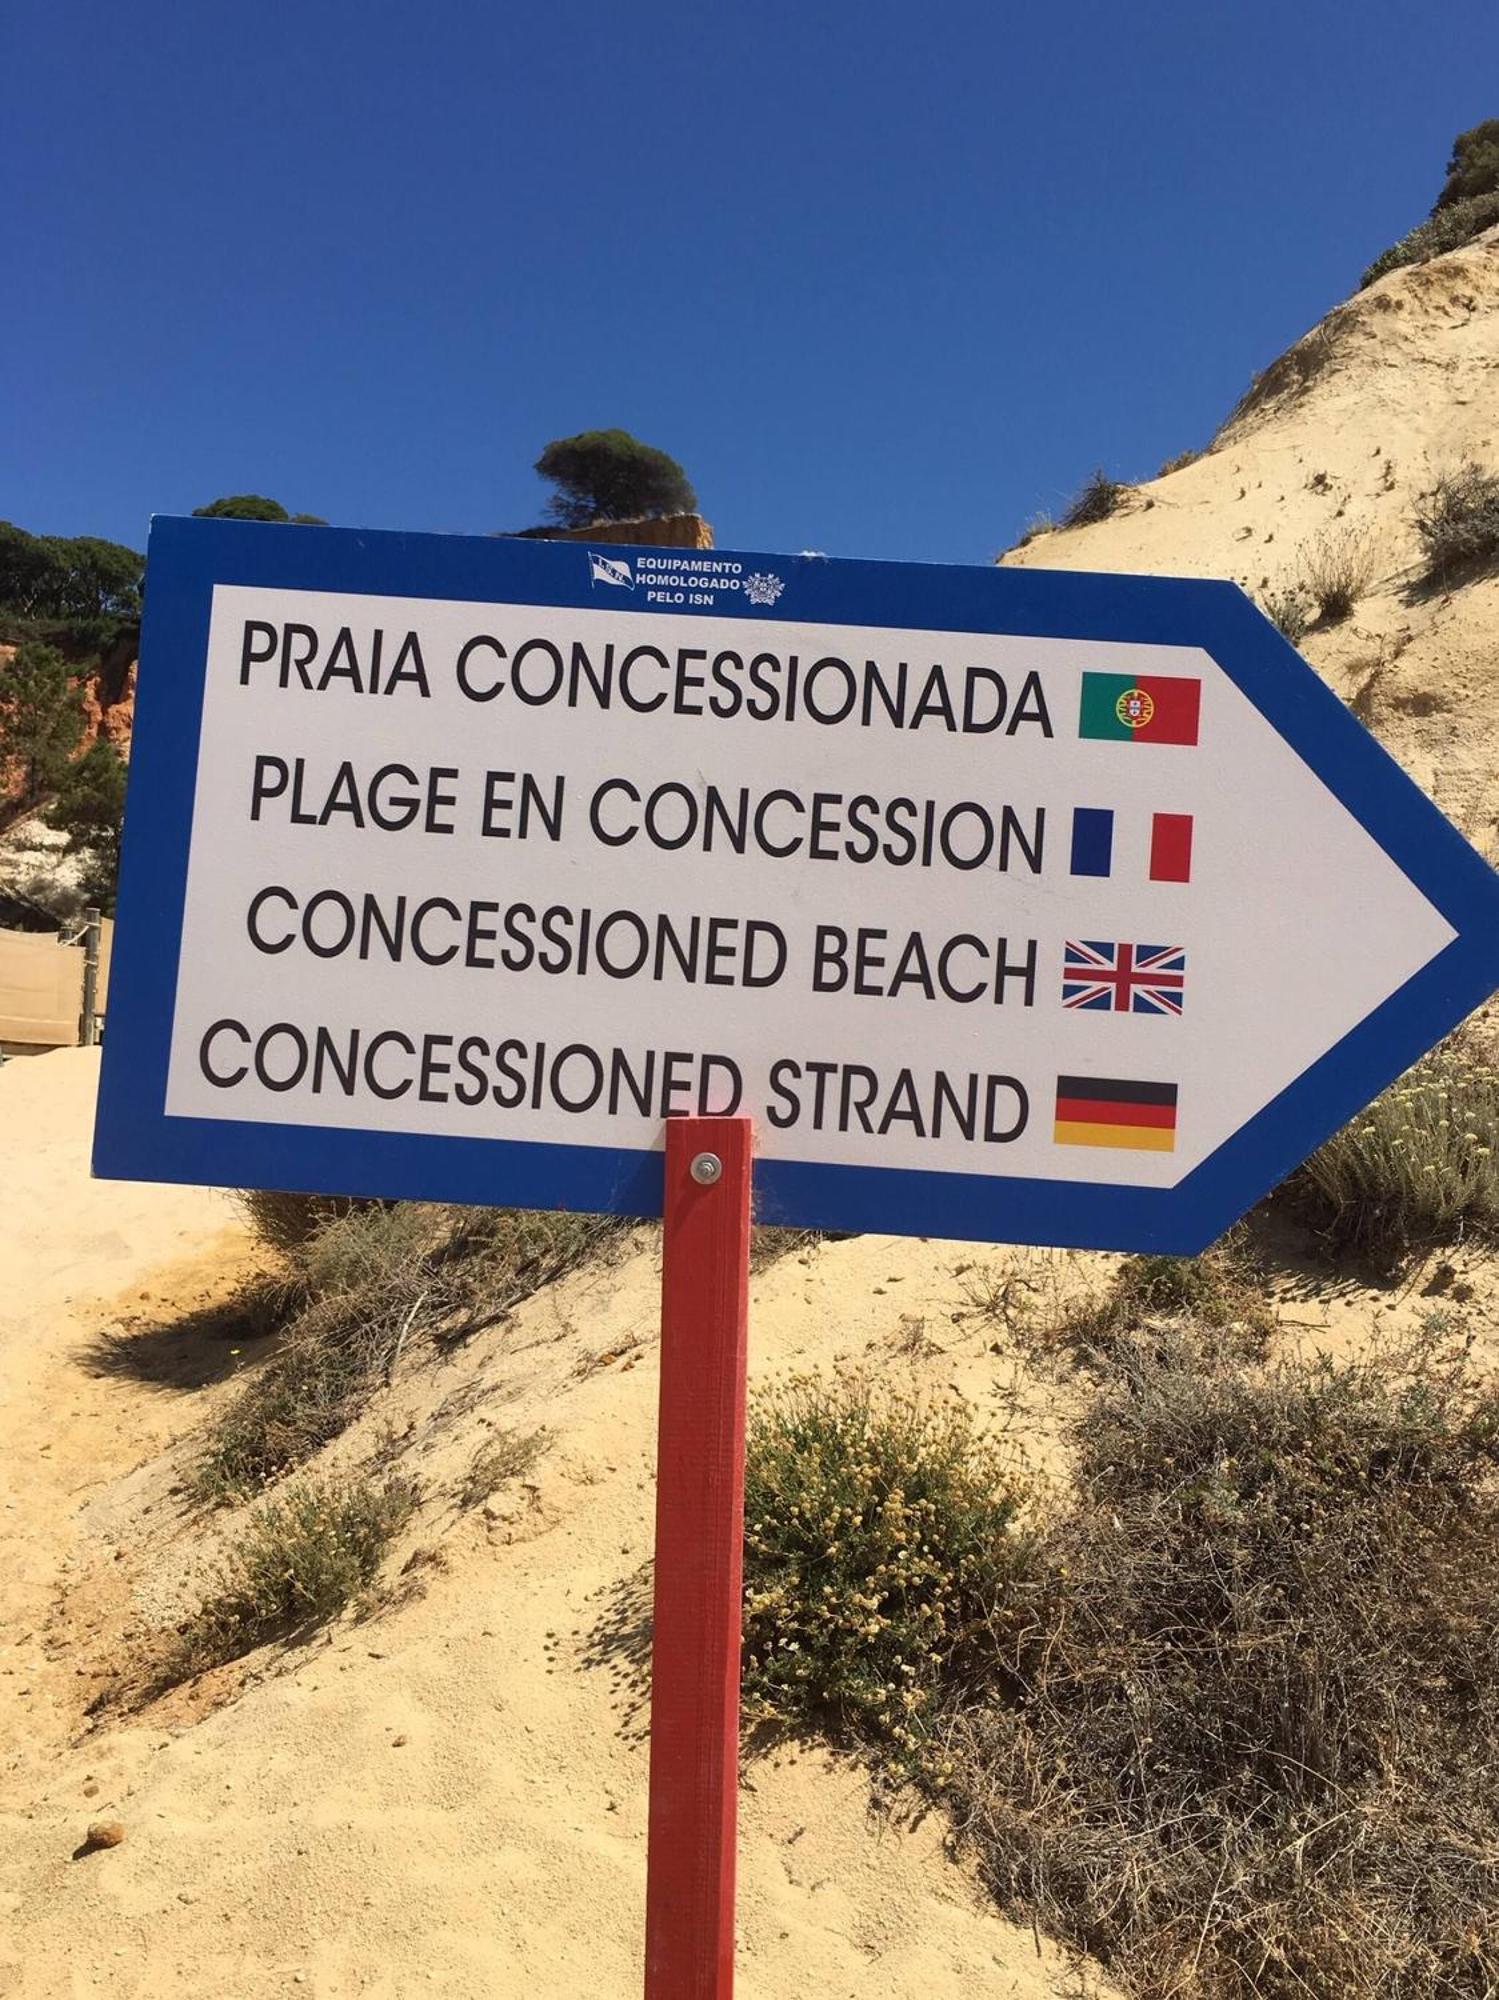 EQUIPAMENTO
HOMOLOGADO
PELO ISN
PRAIA CONCESSIONADA
PLAGE EN CONCESSION
CONCESSIONED BEACH
CONCESSIONED STRAND